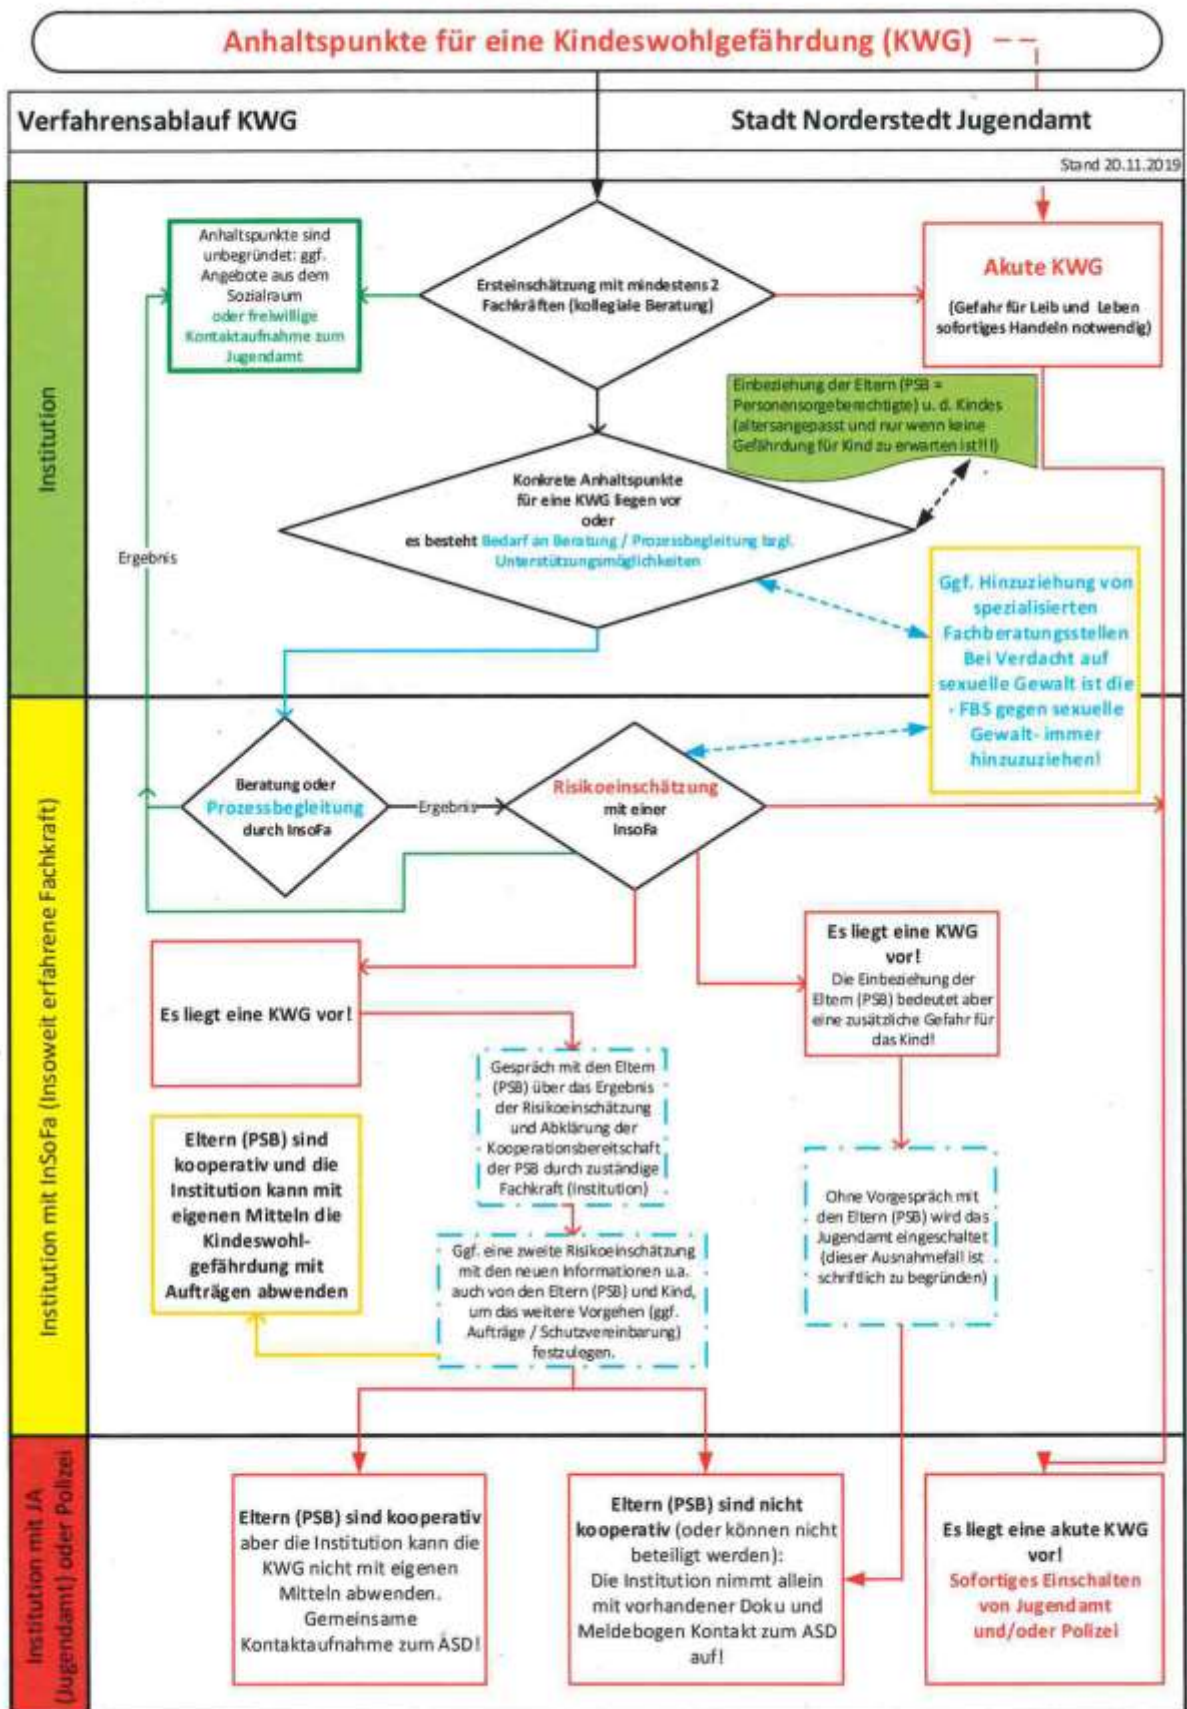 Anhaltspunkte für eine Kindeswohlgefährdung (KWG)
Verfahrensablauf KWG
Stadt Norderstedt Jugendamt
Stand 20.11.2019
Institution
Anhaltspunkte sind
unbegründet: ggf.
Angebote aus dem
Sozialraum
oder freiwillige
Kontaktaufnahme zum
Jugendamt
Ersteinschätzung mit mindestens 2
Fachkräften (kollegiale Beratung)
Akute KWG
(Gefahr für Leib und Leben
sofortiges Handeln notwendig)
Einbeziehung der Eltern (PSB =
Personensorgeberechtigte) u. d. Kindes
(altersangepasst und nur wenn keine
Gefährdung für Kind zu erwarten ist!!!)
Konkrete Anhaltspunkte
für eine KWG liegen vor
oder
es besteht Bedarf an Beratung / Prozessbegleitung bzgl.
Unterstützungsmöglichkeiten
Ergebnis
Ggf. Hinzuziehung von
spezialisierten
Fachberatungsstellen
Bei Verdacht auf
sexuelle Gewalt ist die
- FBS gegen sexuelle
Gewalt- immer
hinzuzuziehen!
Institution mit InSoFa (Insoweit erfahrene Fachkraft)
Beratung oder
Prozessbegleitung
durch InsoFa
Ergebnis
Risikoeinschätzung
mit einer
InsoFa
Es liegt eine KWG vor!
Es liegt eine KWG
vor!
Die Einbeziehung der
Eltern (PSB) bedeutet aber
eine zusätzliche Gefahr für
das Kind!
Gespräch mit den Eltern
(PSB) über das Ergebnis
der Risikoeinschätzung
und Abklärung der
Kooperationsbereitschaft
der PSB durch zuständige
Fachkraft (Institution)
Eltern (PSB) sind
kooperativ und die
Institution kann mit
eigenen Mitteln die
Kindeswohl-
gefährdung mit
Aufträgen abwenden
Ohne Vorgespräch mit
den Eltern (PSB) wird das
Jugendamt eingeschaltet
(dieser Ausnahmefall ist
schriftlich zu begründen)
Ggf. eine zweite Risikoeinschätzung
mit den neuen Informationen u.a.
auch von den Eltern (PSB) und Kind,
um das weitere Vorgehen (ggf.
Aufträge / Schutzvereinbarung)
festzulegen.
Institution mit JA
(Jugendamt) oder Polizei
Eltern (PSB) sind kooperativ
aber die Institution kann die
KWG nicht mit eigenen
Mitteln abwenden.
Gemeinsame
Kontaktaufnahme zum ASD!
Eltern (PSB) sind nicht
kooperativ (oder können nicht
beteiligt werden):
Die Institution nimmt allein
mit vorhandener Doku und
Meldebogen Kontakt zum ASD
auf!
Es liegt eine akute KWG
vor!
Sofortiges Einschalten
von Jugendamt
und/oder Polizei